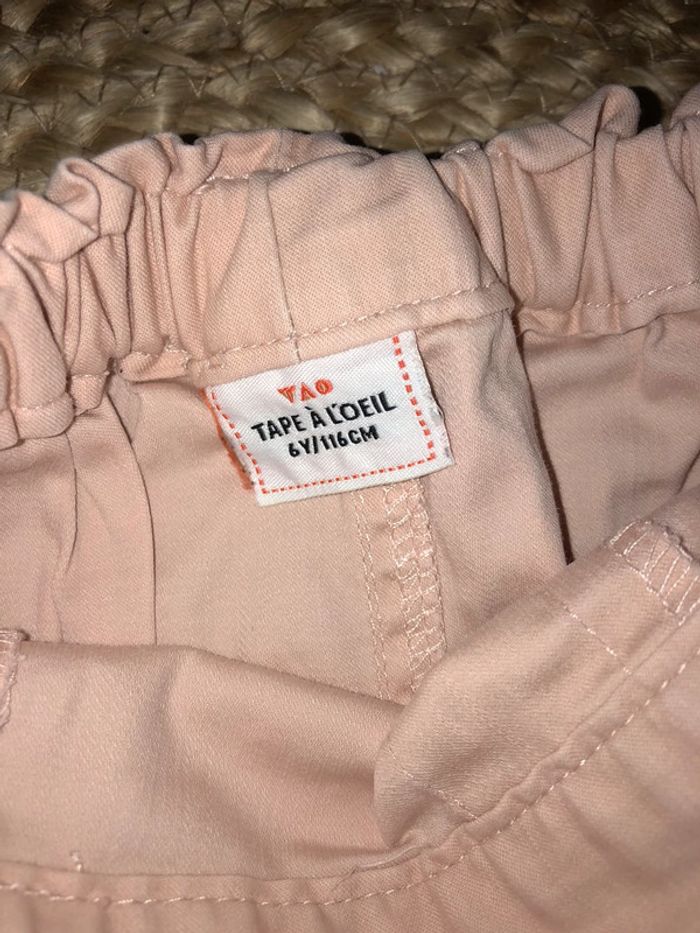 TAO
TAPE À L'OEIL
6Y/116CM